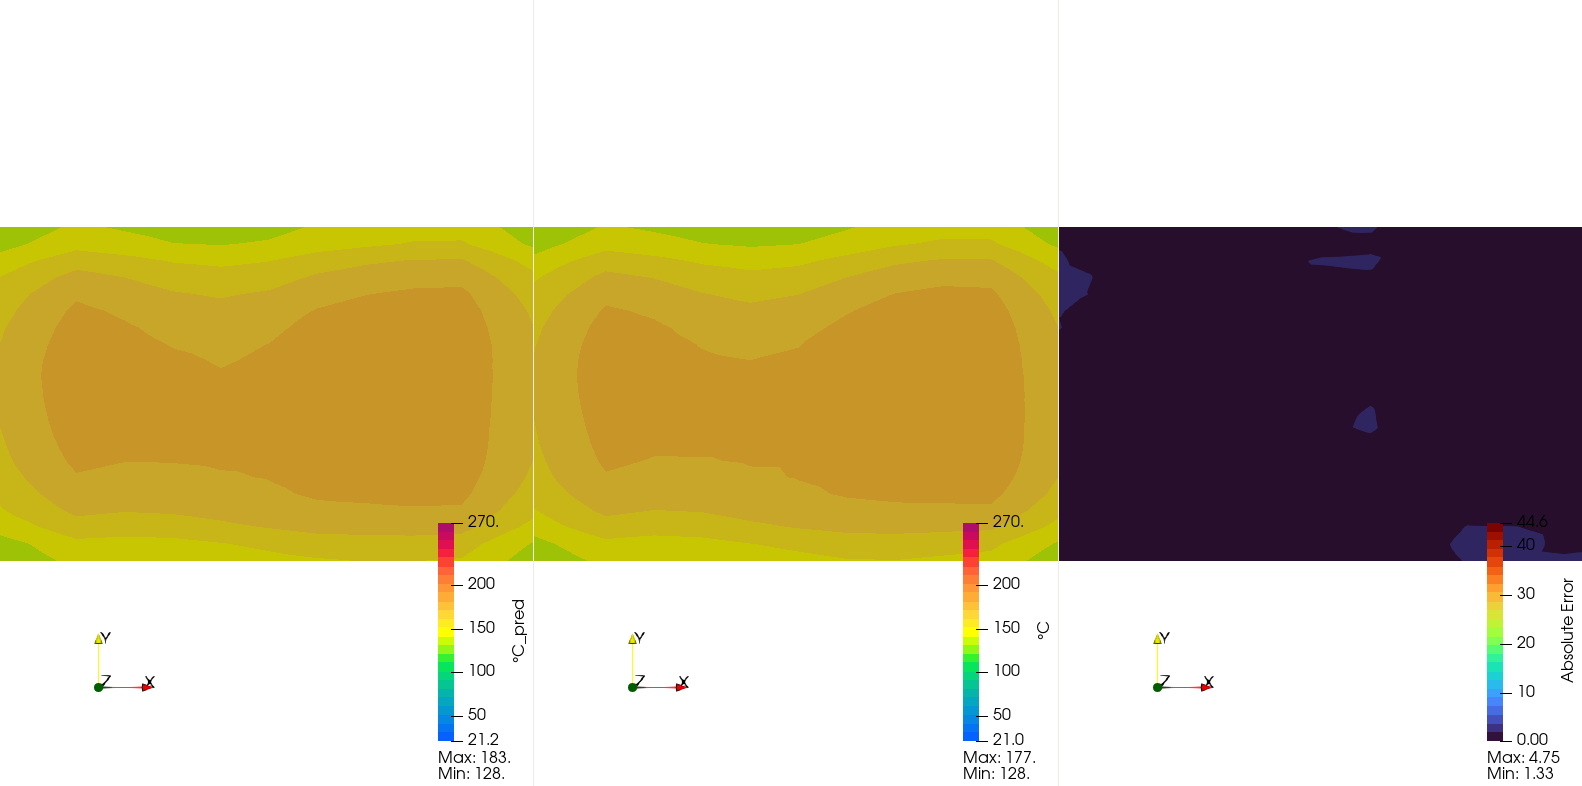 270.
200
150
100
50
21.2
°C_pred
Max: 183.
Min: 128.
Y
Z
X
270.
200
150
100
50
21.0
°C
Max: 177.
Min: 128.
Y
Z
X
44.6
40
30
20
10
0.00
Absolute Error
Max: 4.75
Min: 1.33
Y
Z
X